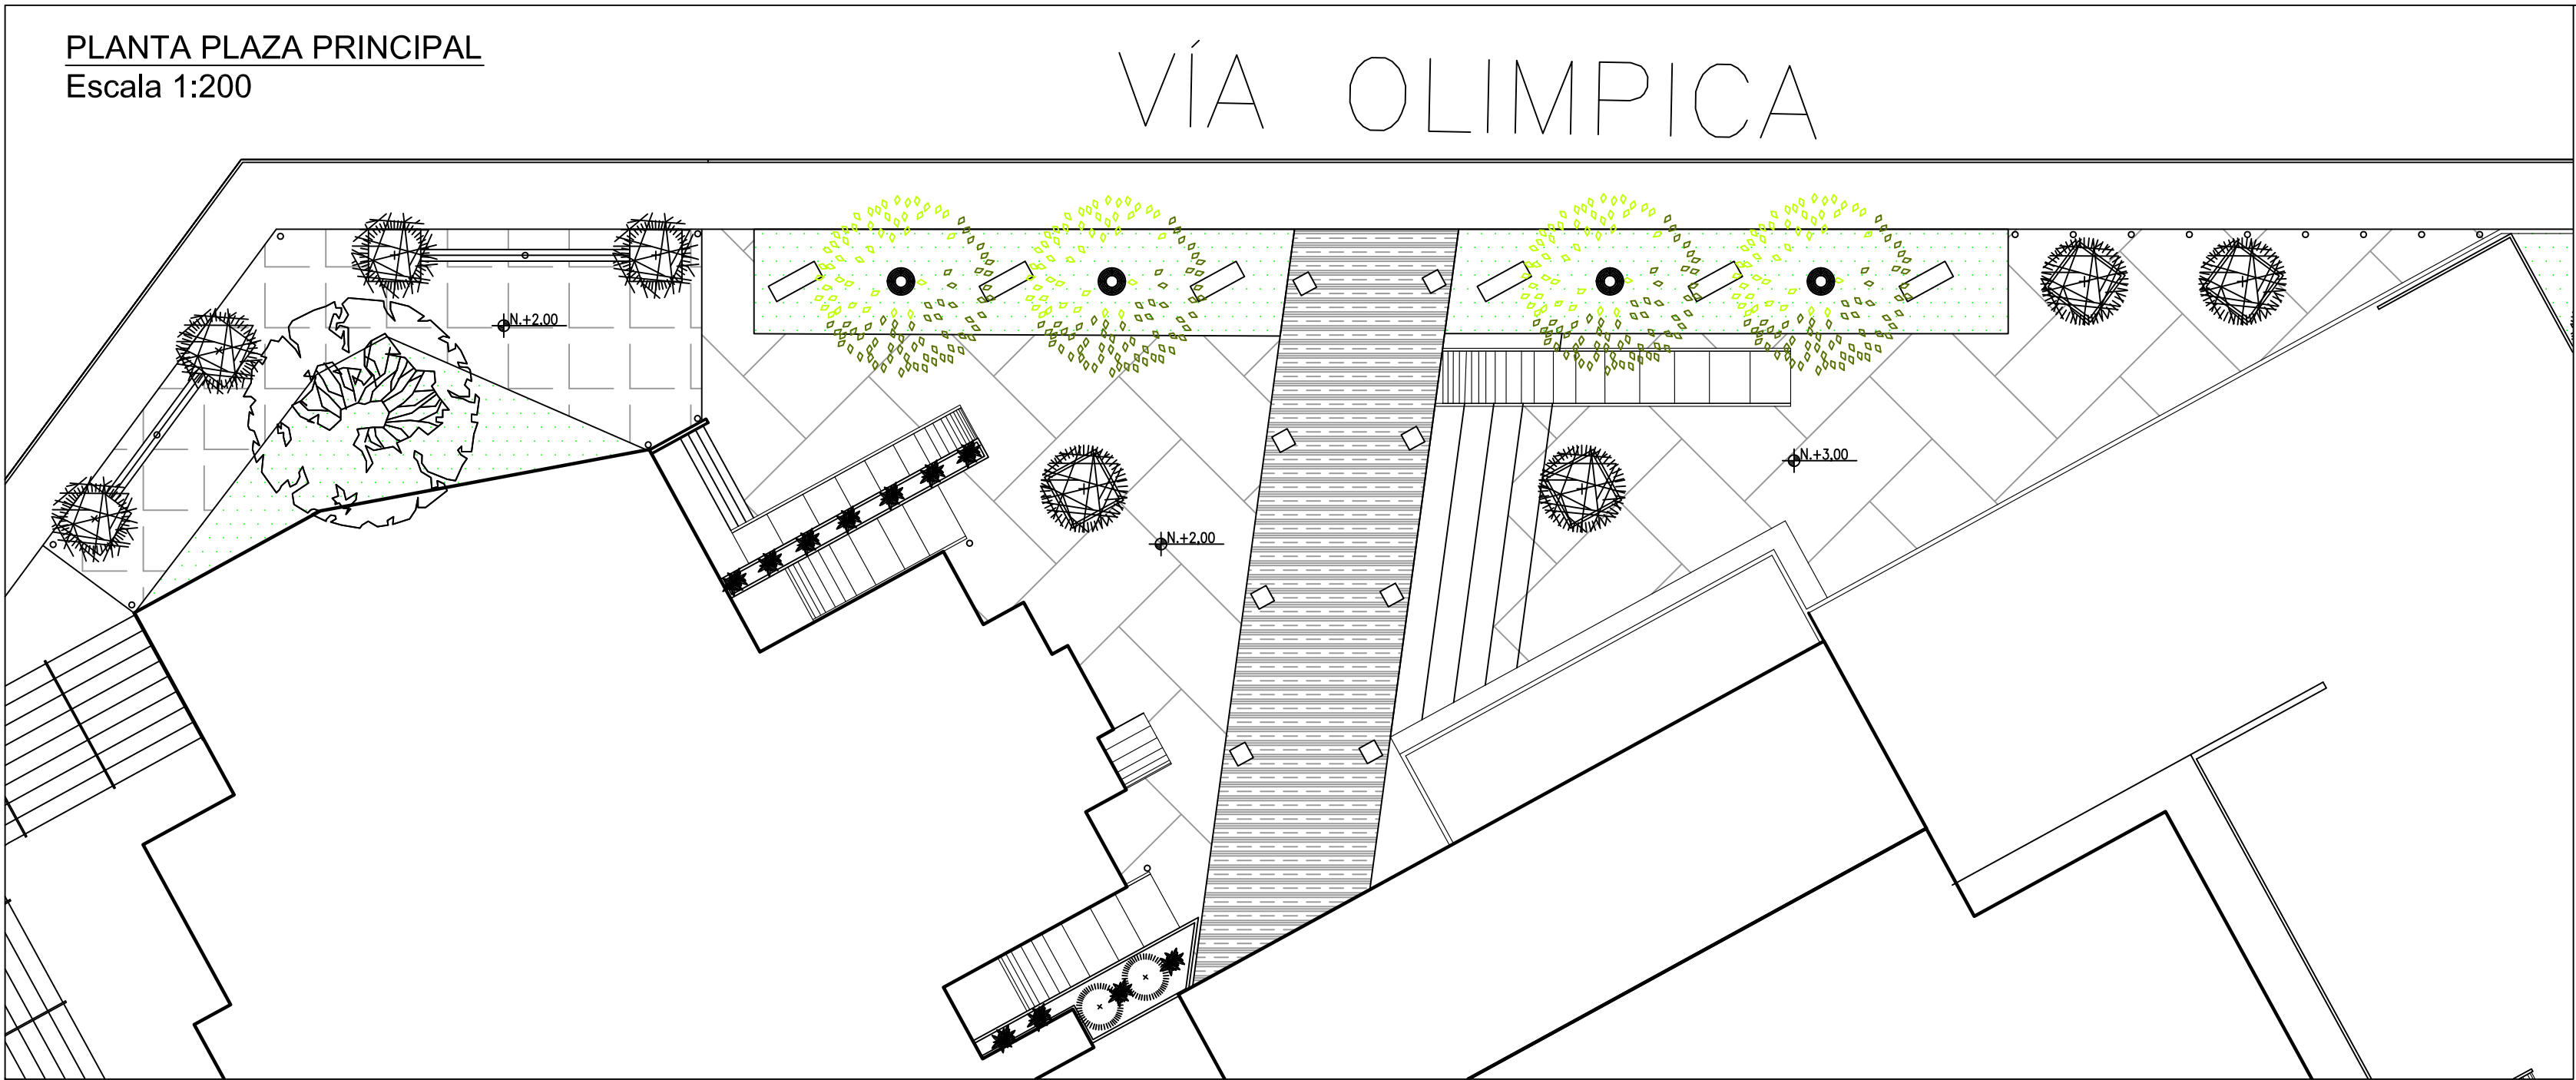 PLANTA PLAZA PRINCIPAL
Escala 1:200
VÍA OLIMPICA
N.+2.00
N.+3.00
N.+2.00